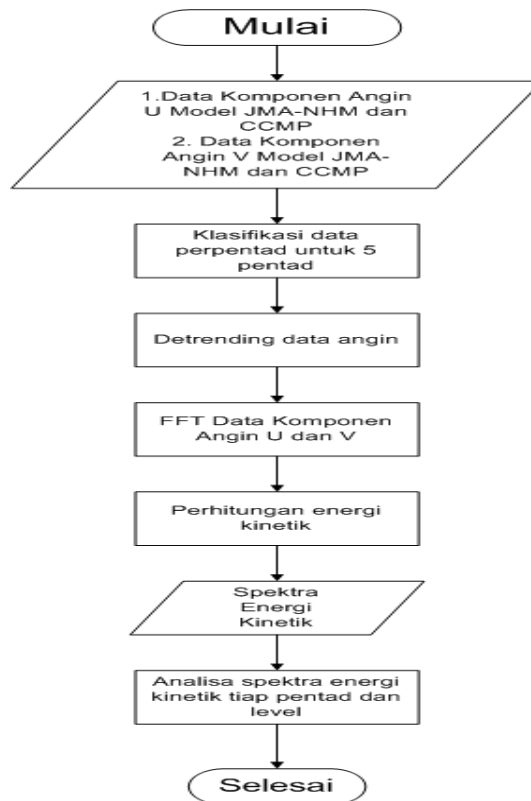 Mulai
1.Data Komponen Angin
U Model JMA-NHM dan
CCMP
2. Data Komponen
Angin V Model JMA-
NHM dan CCMP
Klasifikasi data
perpentad untuk 5
pentad
Detrending data angin
FFT Data Komponen
Angin U dan V
Perhitungan energi
kinetik
Spektra
Energi
Kinetik
Analisa spektra energi
kinetik tiap pentad dan
level
Selesai